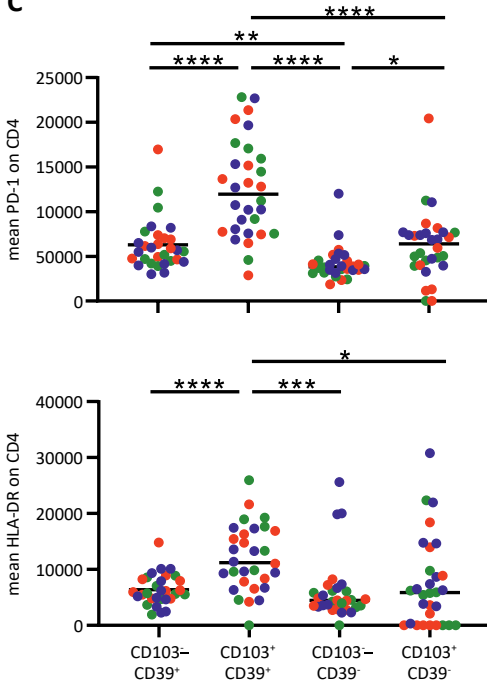 C
****
**
**** **** *
mean PD-1 on CD4
25000
20000
15000
10000
50000
0
*
**** ***
mean HLA-DR on CD4
40000
30000
20000
10000
0
CD103– CD103⁺ CD103– CD103⁺
CD39⁺ CD39⁺ CD39⁻ CD39⁻